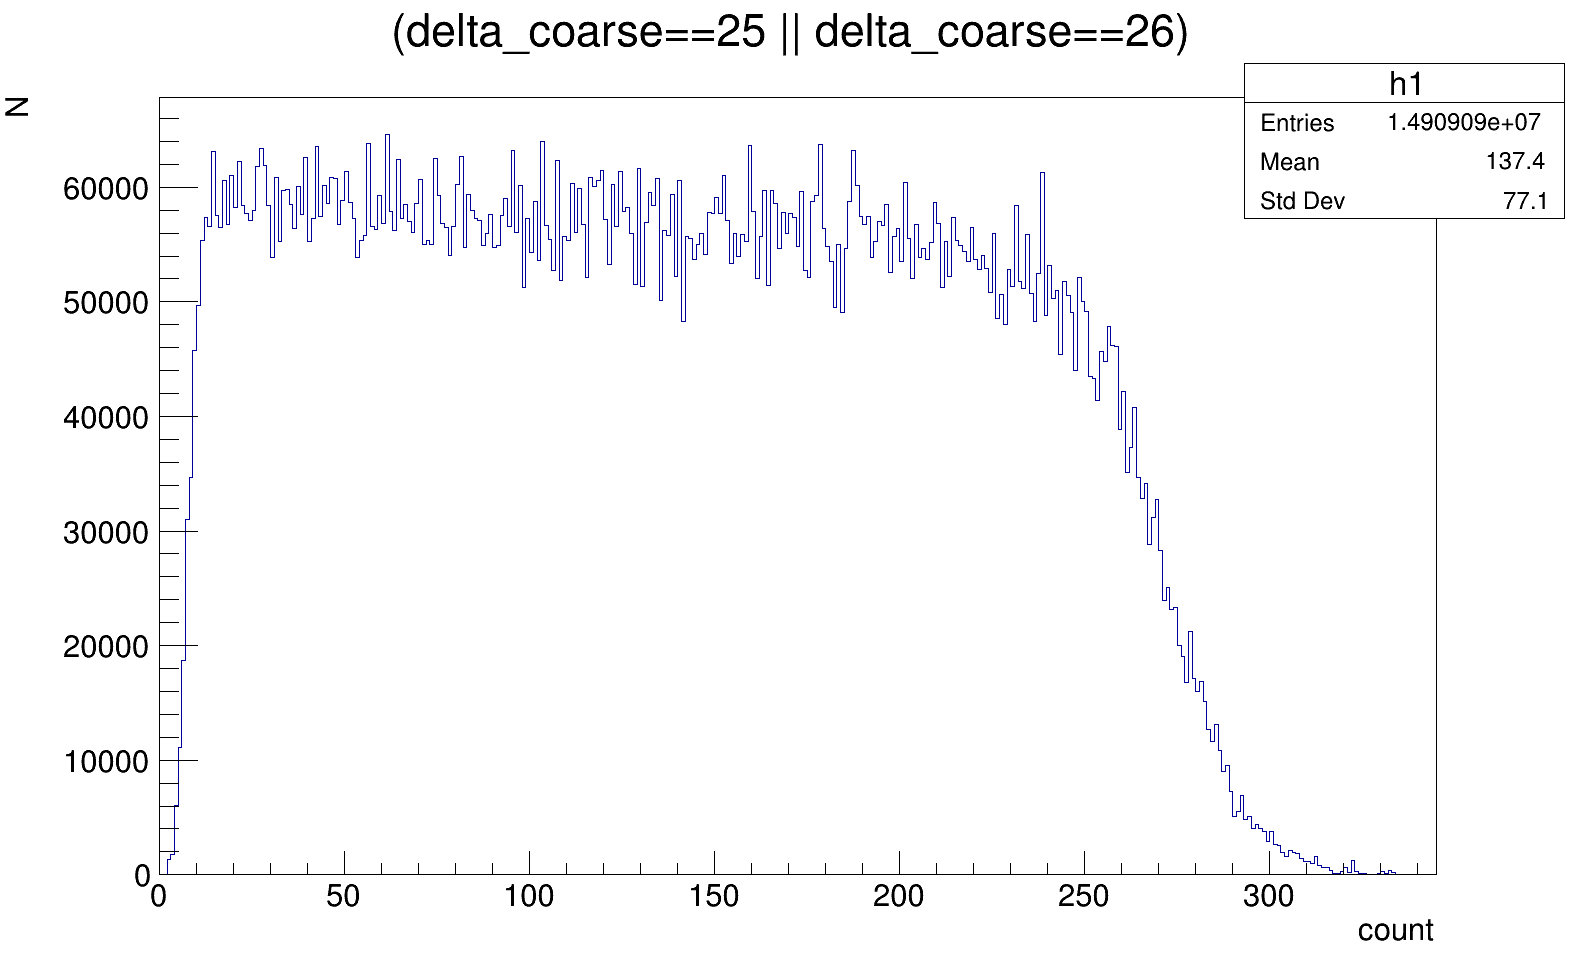 (delta_coarse==25 || delta_coarse==26)
h1
Entries 1.490909e+07
Mean 137.4
Std Dev 77.1
N
60000
50000
40000
30000
20000
10000
0
0 50 100 150 200 250 300
count